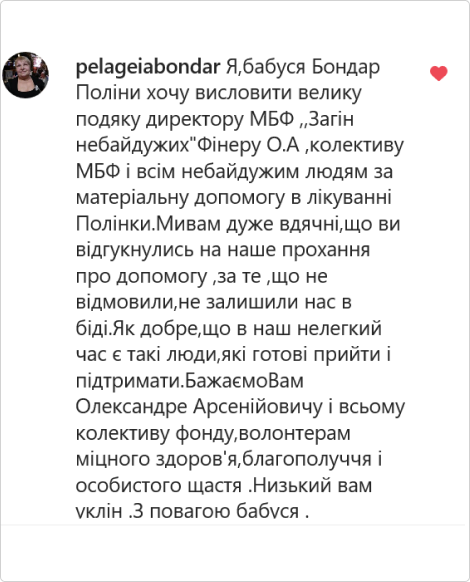 pelageiabondar Я,бабуся Бондар
Поліни хочу висловити велику
подяку директору МБФ ,,Загін
небайдужих"Фінеру О.А ,колективу
МБФ і всім небайдужим людям за
матеріальну допомогу в лікуванні
Полінки.Мивам дуже вдячні,що ви
відгукнулись на наше прохання
про допомогу ,за те ,що не
відмовили,не залишили нас в
біді.Як добре,що в наш нелегкий
час є такі люди,які готові прийти і
підтримати.БажаємоВам
Олександре Арсенійовичу і всьому
колективу фонду,волонтерам
міцного здоров'я,благополуччя і
особистого щастя .Низький вам
уклін .З повагою бабуся .